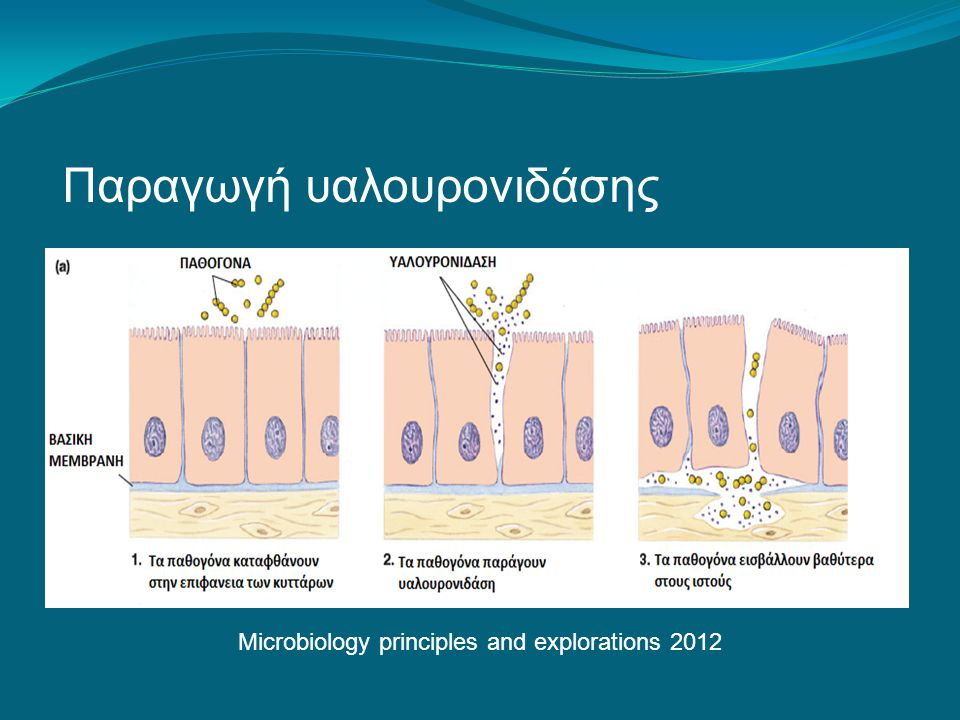 Παραγωγή υαλουρονιδάσης
(a)
ΠΑΘΟΓΟΝΑ
ΥΑΛΟΥΡΟΝΙΔΑΣΗ
ΒΑΣΙΚΗ
ΜΕΜΒΡΑΝΗ
1. Τα παθογόνα καταφθάνουν
στην επιφανεια των κυττάρων
2. Τα παθογόνα παράγουν
υαλουρονιδάση
3. Τα παθογόνα εισβάλλουν βαθύτερα
στους ιστούς
Microbiology principles and explorations 2012